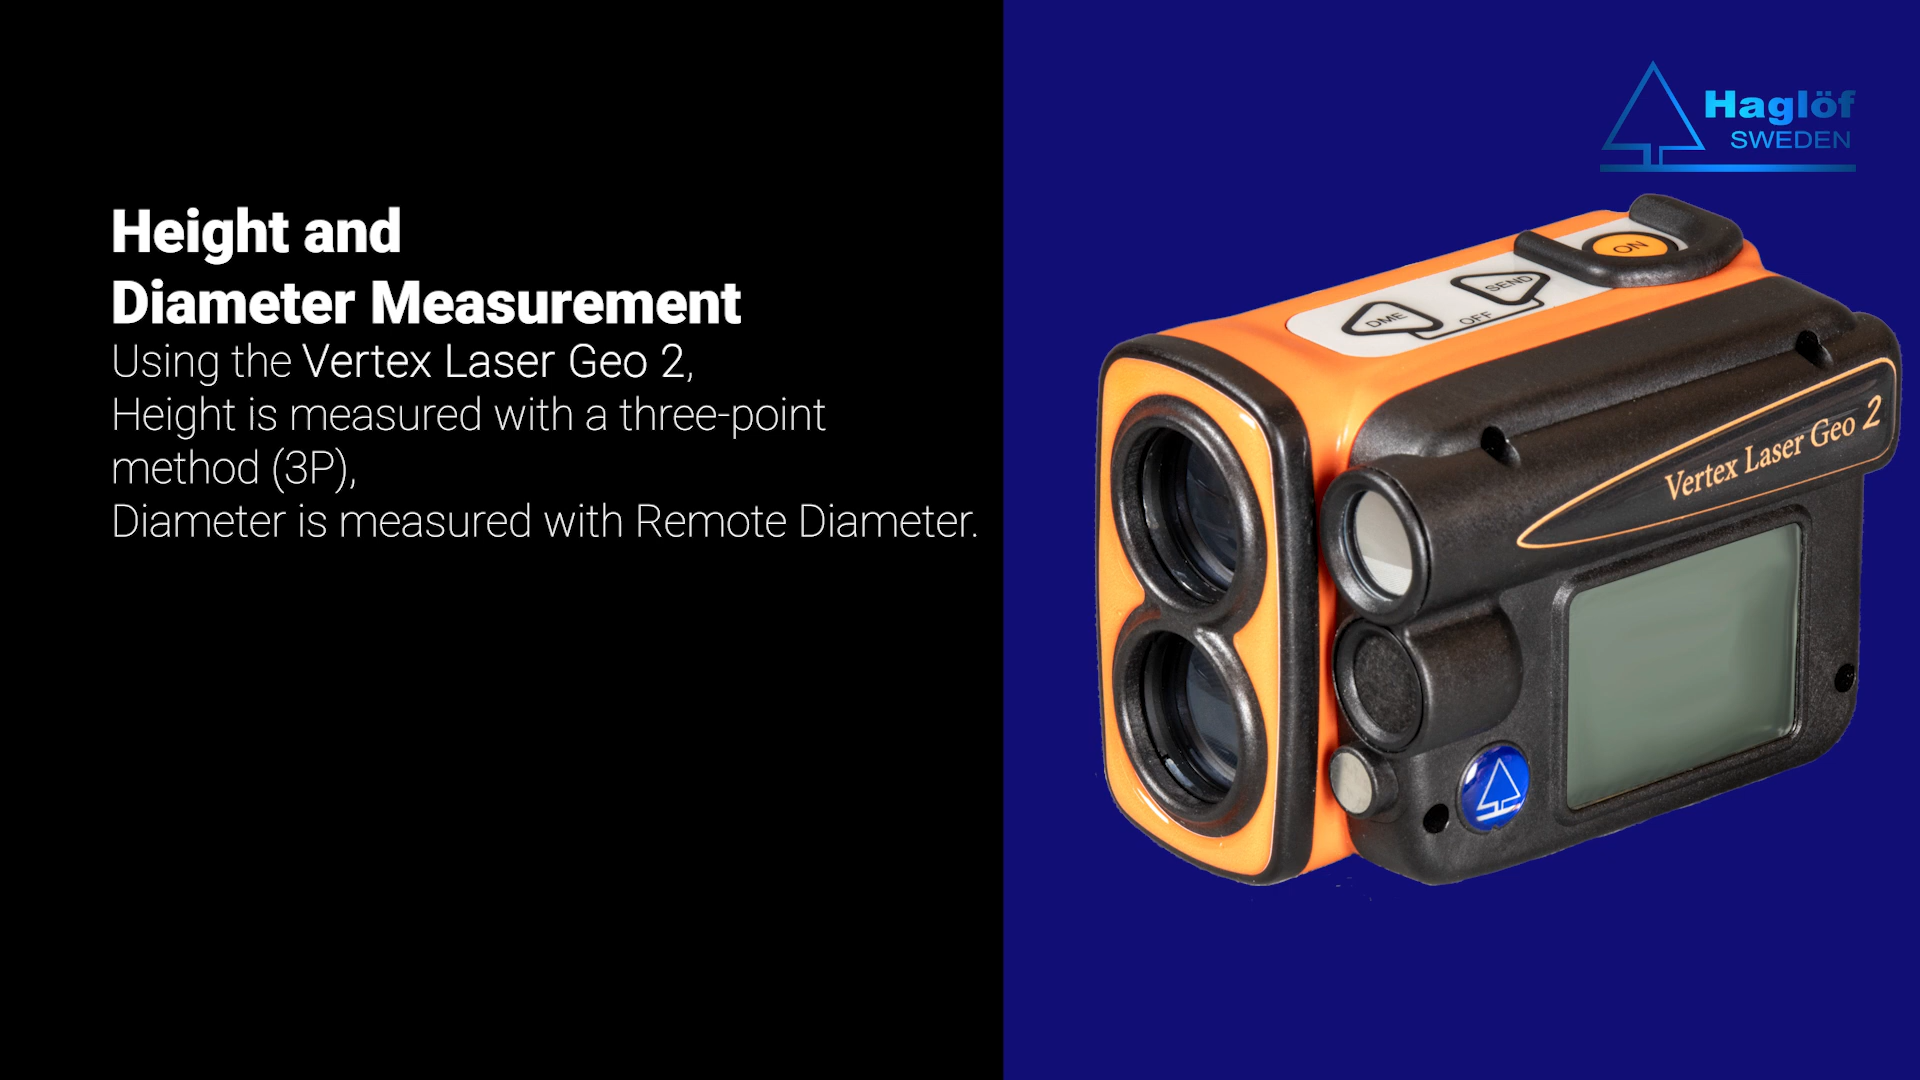 Height and
Diameter Measurement
Using the Vertex Laser Geo 2,
Height is measured with a three-point
method (3P),
Diameter is measured with Remote Diameter.
Haglöf
SWEDEN
ON
SEND
DME
OFF
Vertex Laser Geo 2